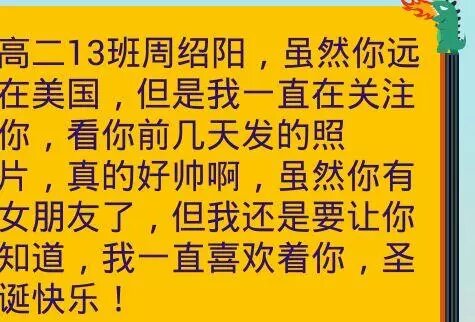 高二13班周绍阳，虽然你远
在美国，但是我一直在关注
你，看你前几天发的照
片，真的好帅啊，虽然你有
女朋友了，但我还是要让你
知道，我一直喜欢着你，圣
诞快乐！